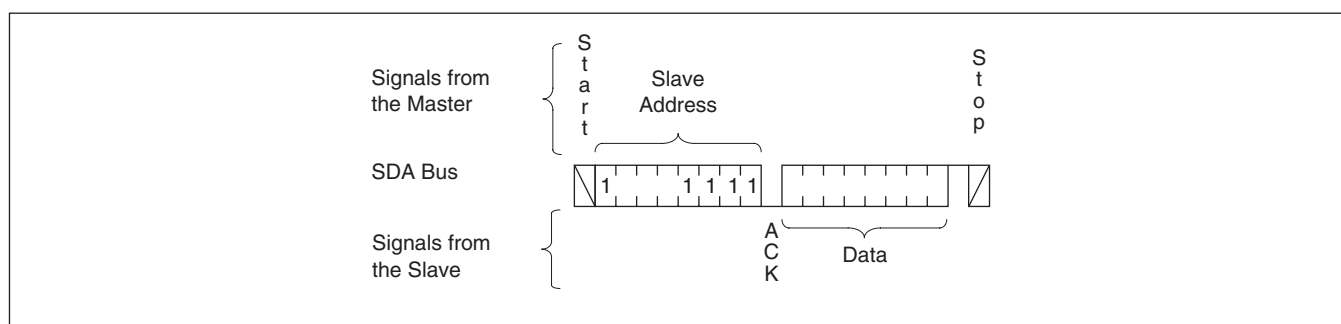 Start
Stop
Signals from
the Master
Slave
Address
SDA Bus
1 1 1 1 1
ACK
Data
Signals from
the Slave